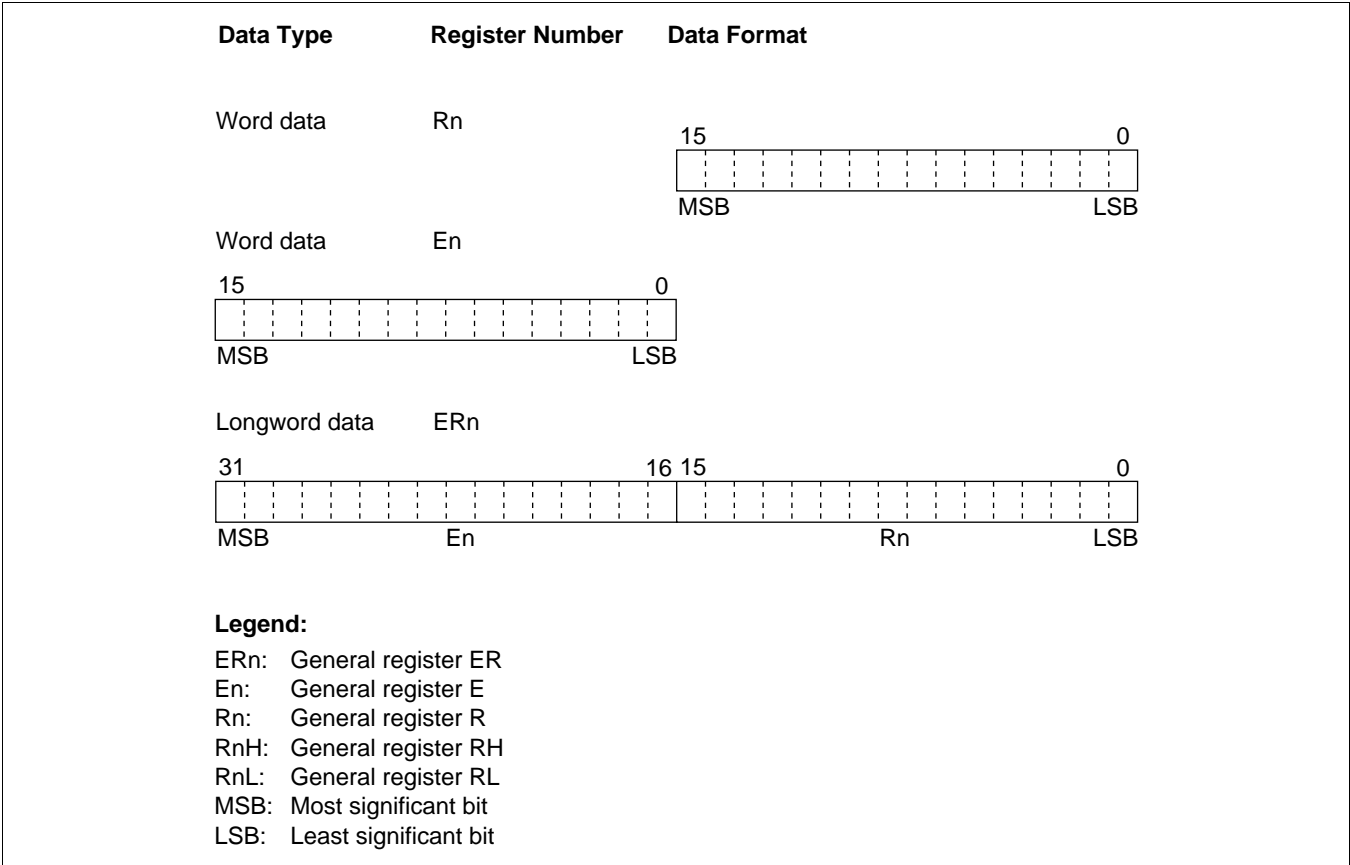 Data Type Register Number Data Format
Word data Rn
15 0
MSB LSB
Word data En
15 0
MSB LSB
Longword data ERn
31 16 15 0
MSB En Rn LSB
Legend:
ERn: General register ER
En: General register E
Rn: General register R
RnH: General register RH
RnL: General register RL
MSB: Most significant bit
LSB: Least significant bit